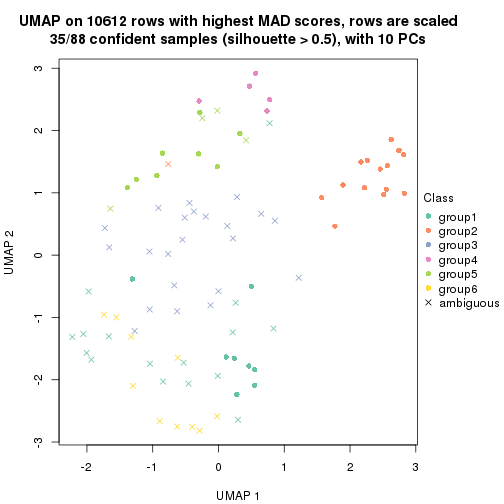 UMAP on 10612 rows with highest MAD scores, rows are scaled
35/88 confident samples (silhouette > 0.5), with 10 PCs
3
2
1
0
-1
-2
-3
UMAP 2
-2
-1
0
1
2
3
UMAP 1
Class
group1
group2
group3
group4
group5
group6
ambiguous